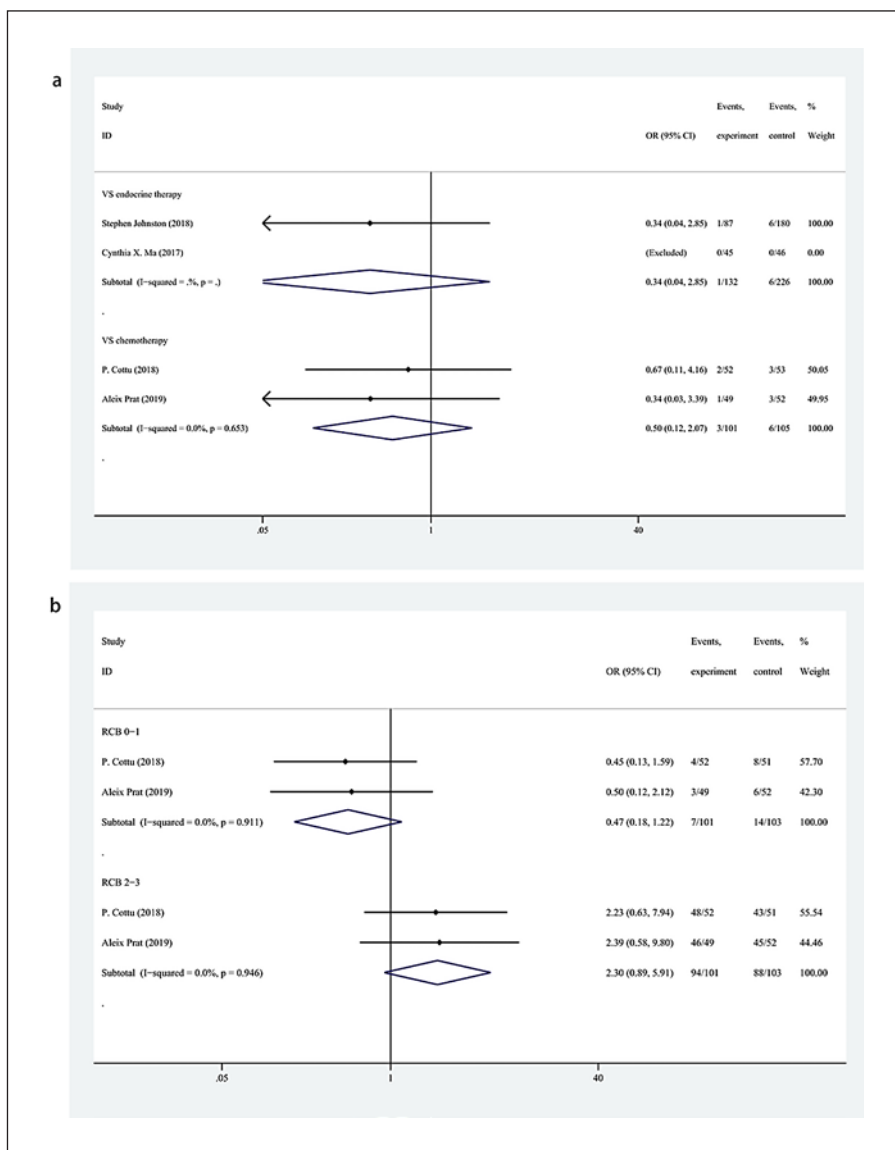 a
Study Events, Events, %
ID OR (95% CI) experiment control Weight
VS endocrine therapy
Stephen Johnston (2018) 0.34 (0.04, 2.85) 1/87 6/180 100.00
Cynthia X. Ma (2017) (Excluded) 0/45 0/46 0.00
Subtotal (I-squared = .%, p = .) 0.34 (0.04, 2.85) 1/132 6/226 100.00
.
VS chemotherapy
P. Cottu (2018) 0.67 (0.11, 4.16) 2/52 3/53 50.05
Aleix Prat (2019) 0.34 (0.03, 3.39) 1/49 3/52 49.95
Subtotal (I-squared = 0.0%, p = 0.653) 0.50 (0.12, 2.07) 3/101 6/105 100.00
.
.05 1 40
b
Study Events, Events, %
ID OR (95% CI) experiment control Weight
RCB 0-1
P. Cottu (2018) 0.45 (0.13, 1.59) 4/52 8/51 57.70
Aleix Prat (2019) 0.50 (0.12, 2.12) 3/49 6/52 42.30
Subtotal (I-squared = 0.0%, p = 0.911) 0.47 (0.18, 1.22) 7/101 14/103 100.00
.
RCB 2-3
P. Cottu (2018) 2.23 (0.63, 7.94) 48/52 43/51 55.54
Aleix Prat (2019) 2.39 (0.58, 9.80) 46/49 45/52 44.46
Subtotal (I-squared = 0.0%, p = 0.946) 2.30 (0.89, 5.91) 94/101 88/103 100.00
.
.05 1 40